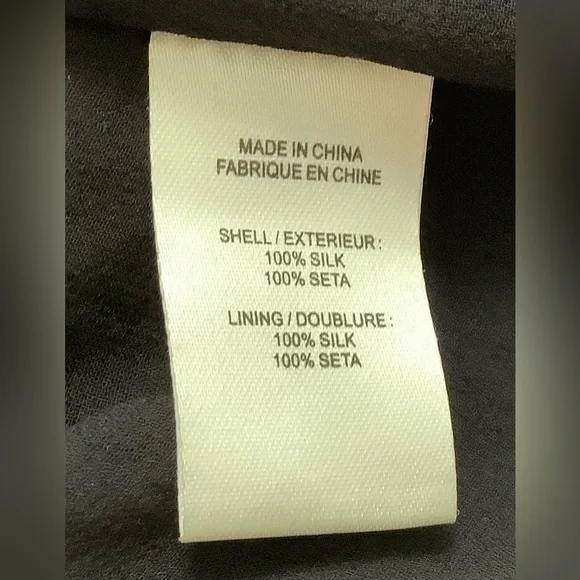 MADE IN CHINA
FABRIQUE EN CHINE
SHELL / EXTERIEUR :
100% SILK
100% SETA
LINING / DOUBLURE :
100% SILK
100% SETA